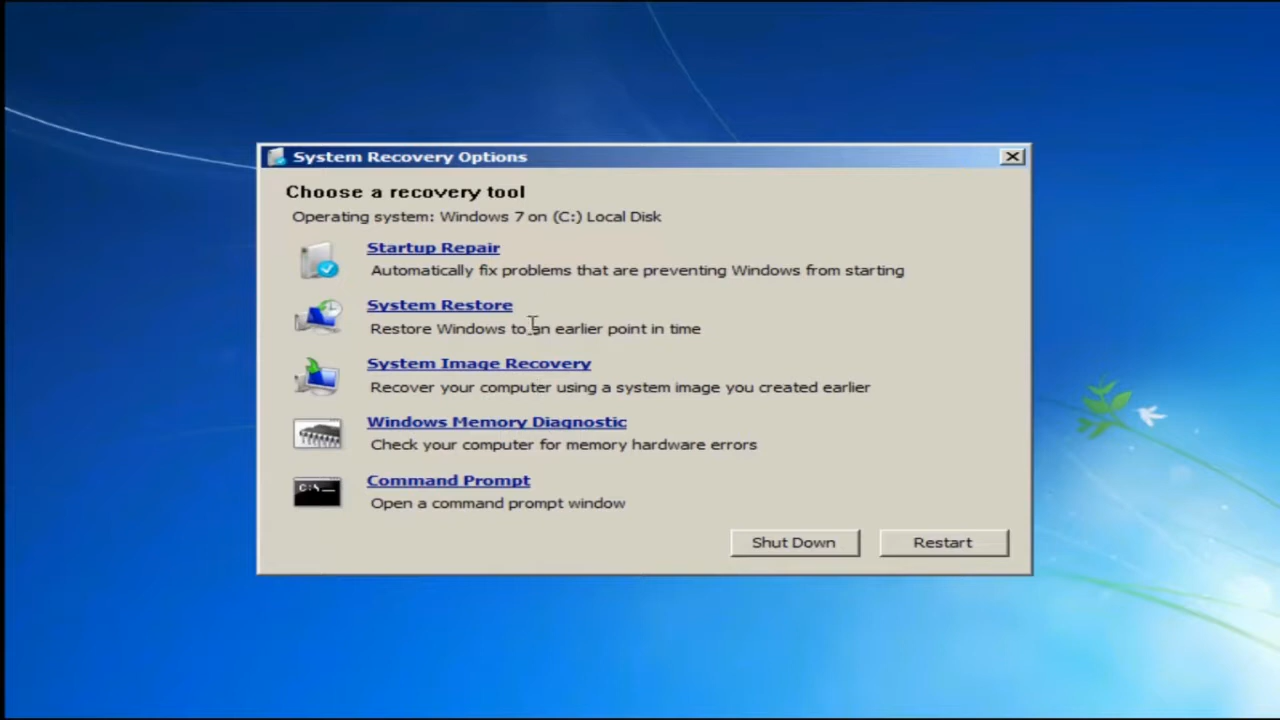 System Recovery Options
Choose a recovery tool
Operating system: Windows 7 on (C:) Local Disk
Startup Repair
Automatically fix problems that are preventing Windows from starting
System Restore
Restore Windows to an earlier point in time
System Image Recovery
Recover your computer using a system image you created earlier
Windows Memory Diagnostic
Check your computer for memory hardware errors
C:\_
Command Prompt
Open a command prompt window
Shut Down
Restart